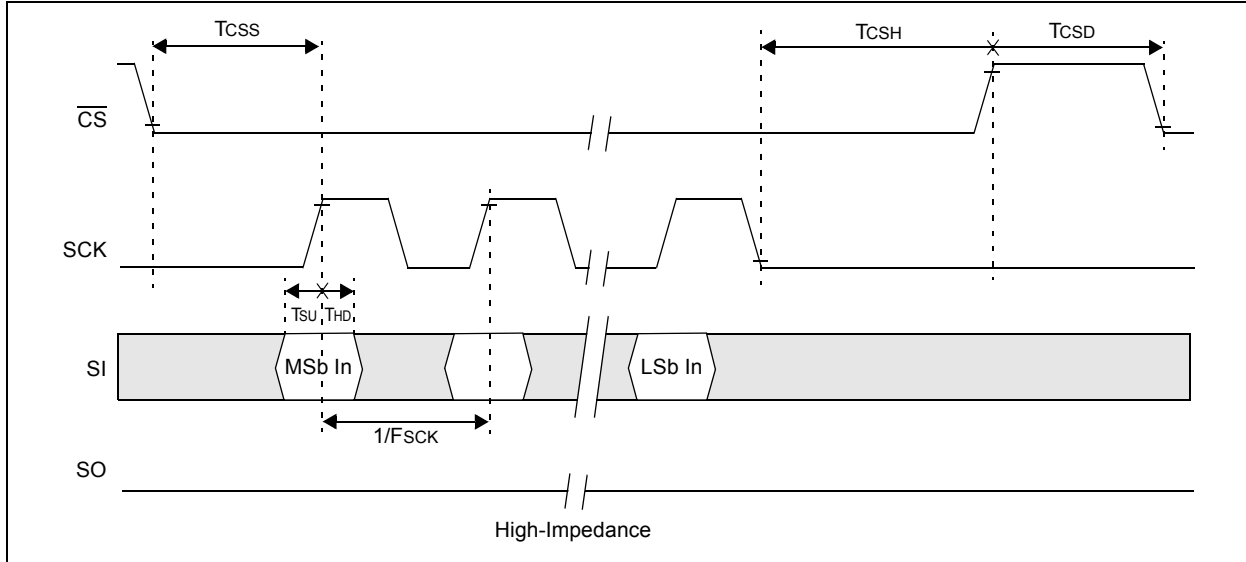 TCSS
TCSH
TCSD
CS
SCK
TSU
THD
SI
MSb In
LSb In
1/FSCK
SO
High-Impedance